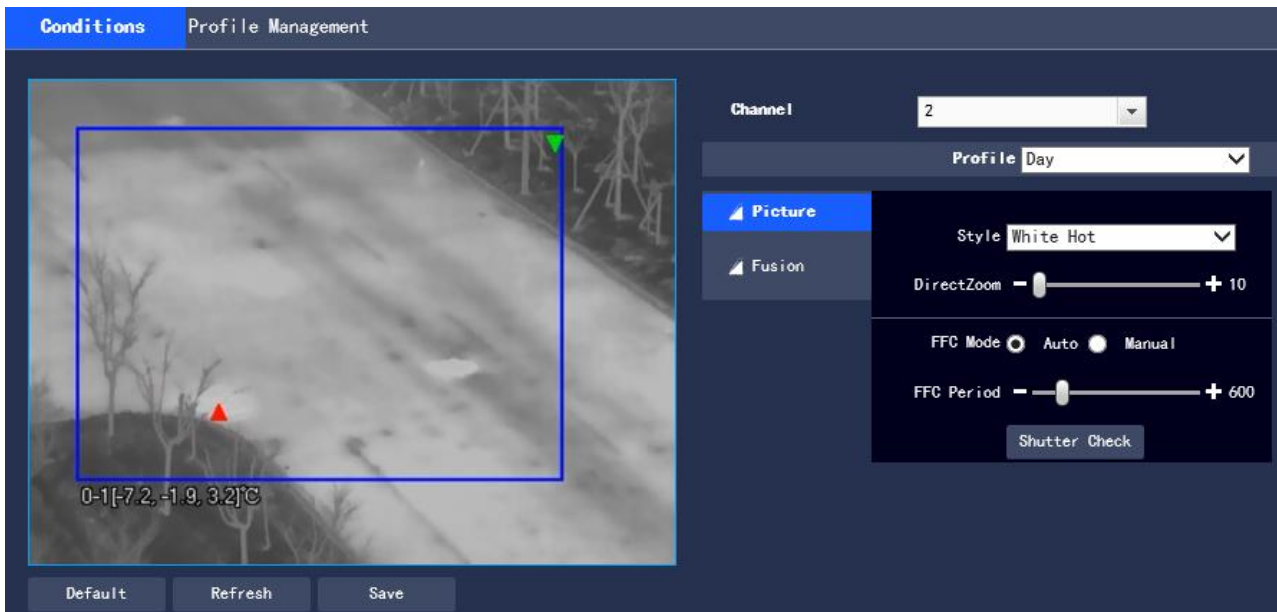 Conditions Profile Management
Channel 2
Profile Day
Picture
Style White Hot
Fusion
DirectZoom 10
FFC Mode Auto Manual
FFC Period 600
Shutter Check
0-1[-7.2, -1.9, 3.2]℃
Default Refresh Save